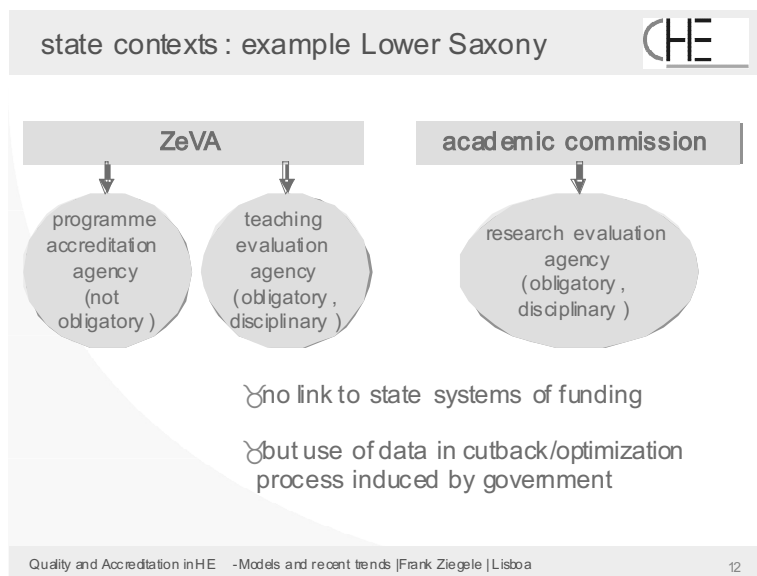 state contexts : example Lower Saxony
CHE
ZeVA
academic commission
programme
accreditation
agency
(not
obligatory )
teaching
evaluation
agency
(obligatory ,
disciplinary )
research evaluation
agency
(obligatory ,
disciplinary )
♉no link to state systems of funding
♉but use of data in cutback/optimization
process induced by government
Quality and Accreditation in HE - Models and recent trends | Frank Ziegele | Lisboa
12